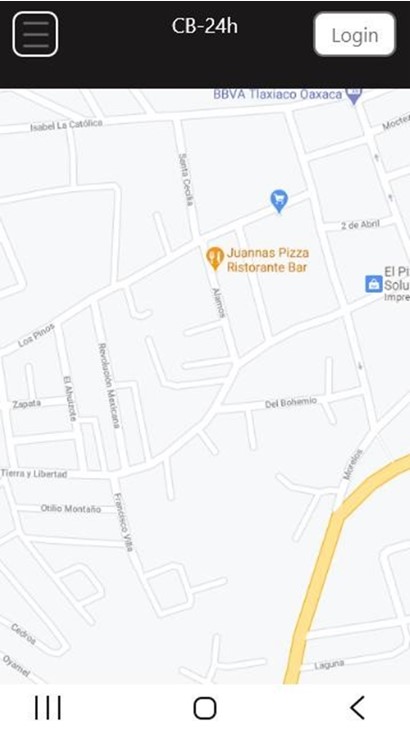 CB-24h
Login
BBVA Tlaxiaco Oaxaca
Isabel La Católica
Santa Cecilia
2 de Abril
Juannas Pizza
Ristorante Bar
El Pi
Solu
Impre
Alamos
Los Pinos
Revolución Mexicana
El Ahuizote
Zapata
Del Bohemio
Morelos
Tierra y Libertad
Otilio Montaño
Francisco Villa
Cedros
Oyamel
Laguna